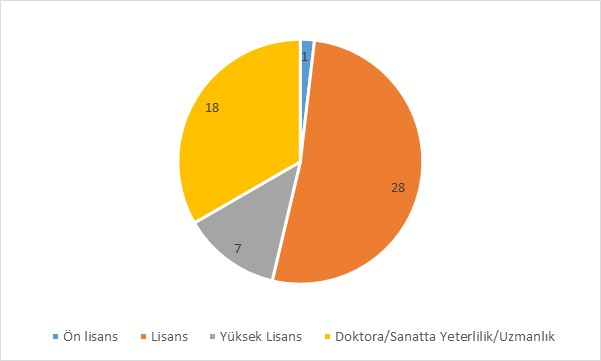 1
18
28
7
Ön lisans Lisans Yüksek Lisans Doktora/Sanatta Yeterlilik/Uzmanlık